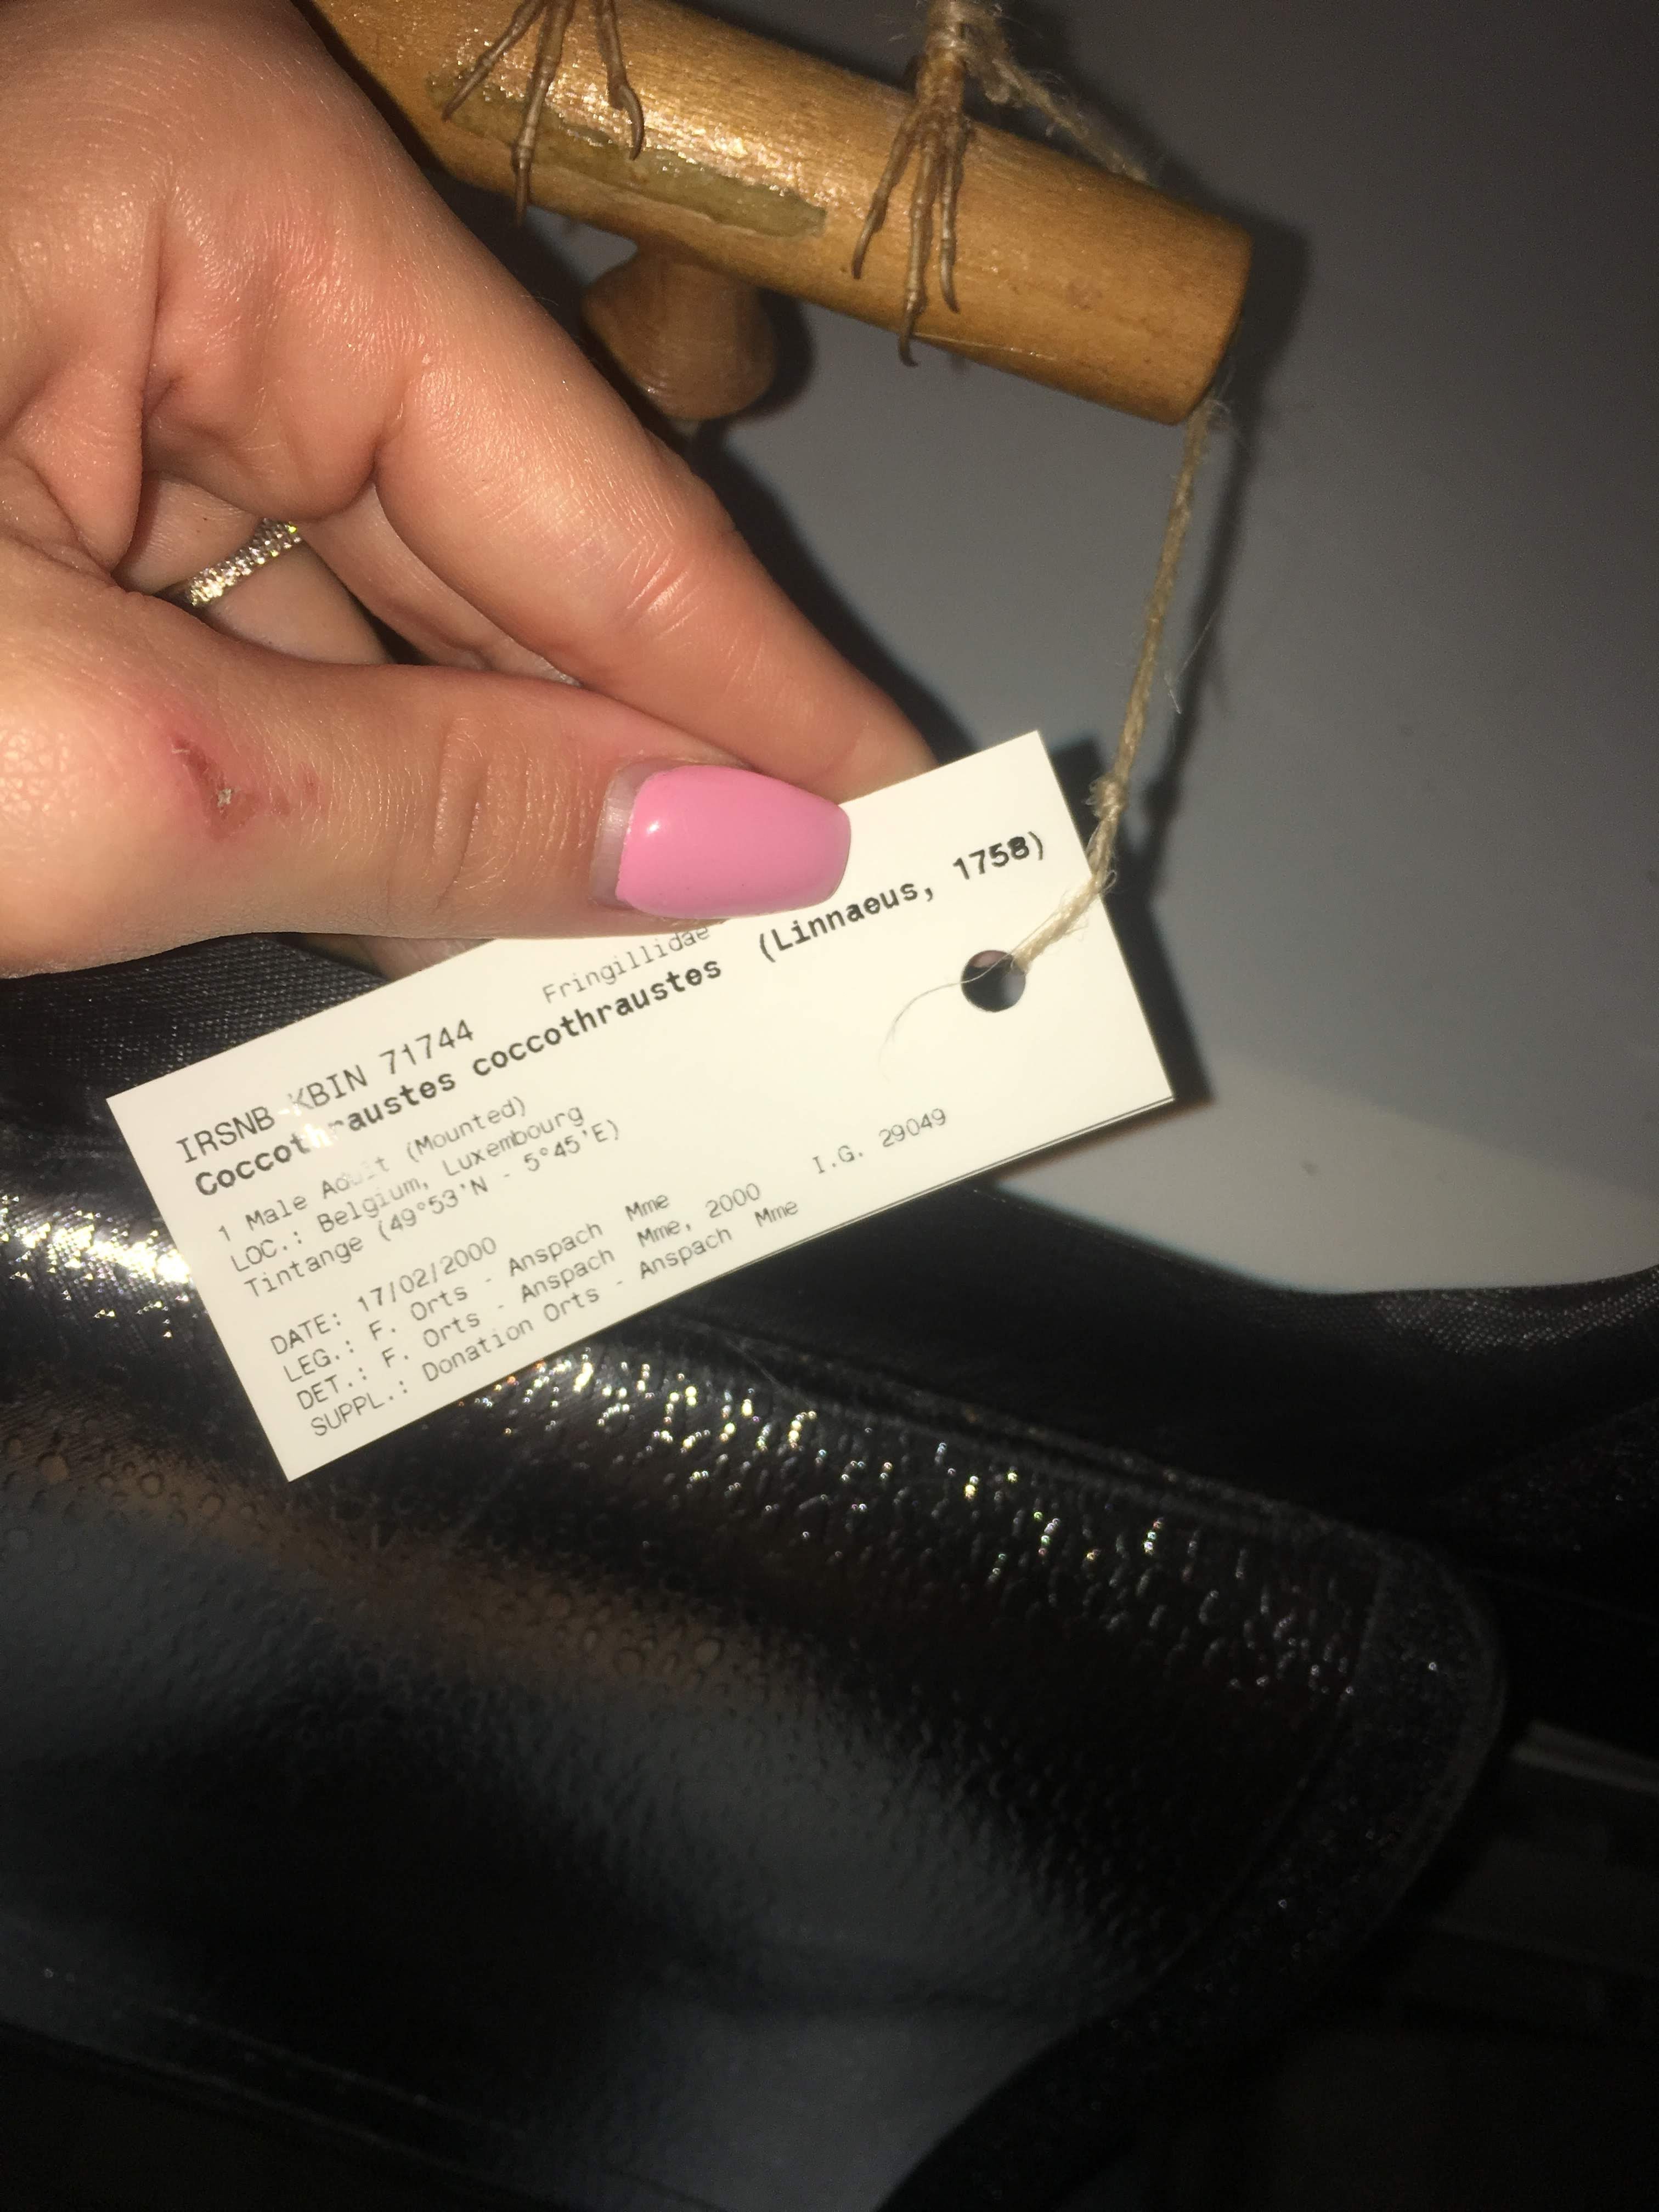 IRSNB KBIN 71744 Fringillidae
Coccothraustes coccothraustes (Linnaeus, 1758)
1 Male Adult (Mounted)
LOC.: Belgium, Luxembourg
Tintange (49°53'N - 5°45'E)
DATE: 17/02/2000
LEG.: F. Orts - Anspach Mme
DET.: F. Orts - Anspach Mme, 2000 I.G. 29049
SUPPL.: Donation Orts - Anspach Mme